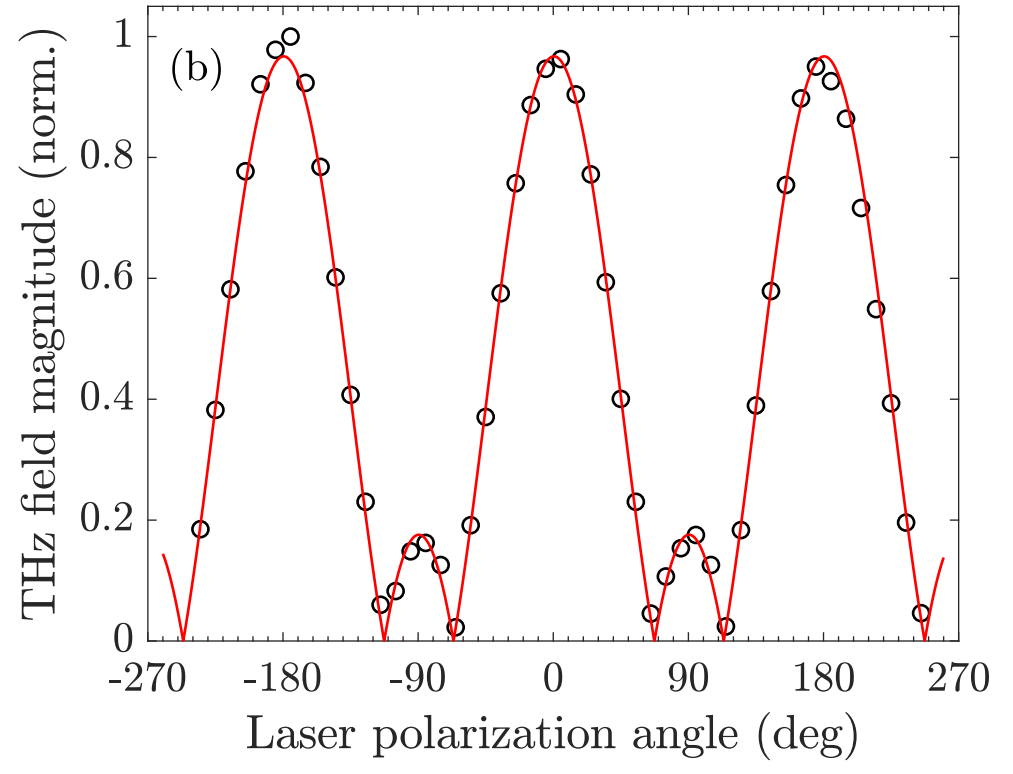 (b)
THz field magnitude (norm.)
1
0.8
0.6
0.4
0.2
0
-270 -180 -90 0 90 180 270
Laser polarization angle (deg)